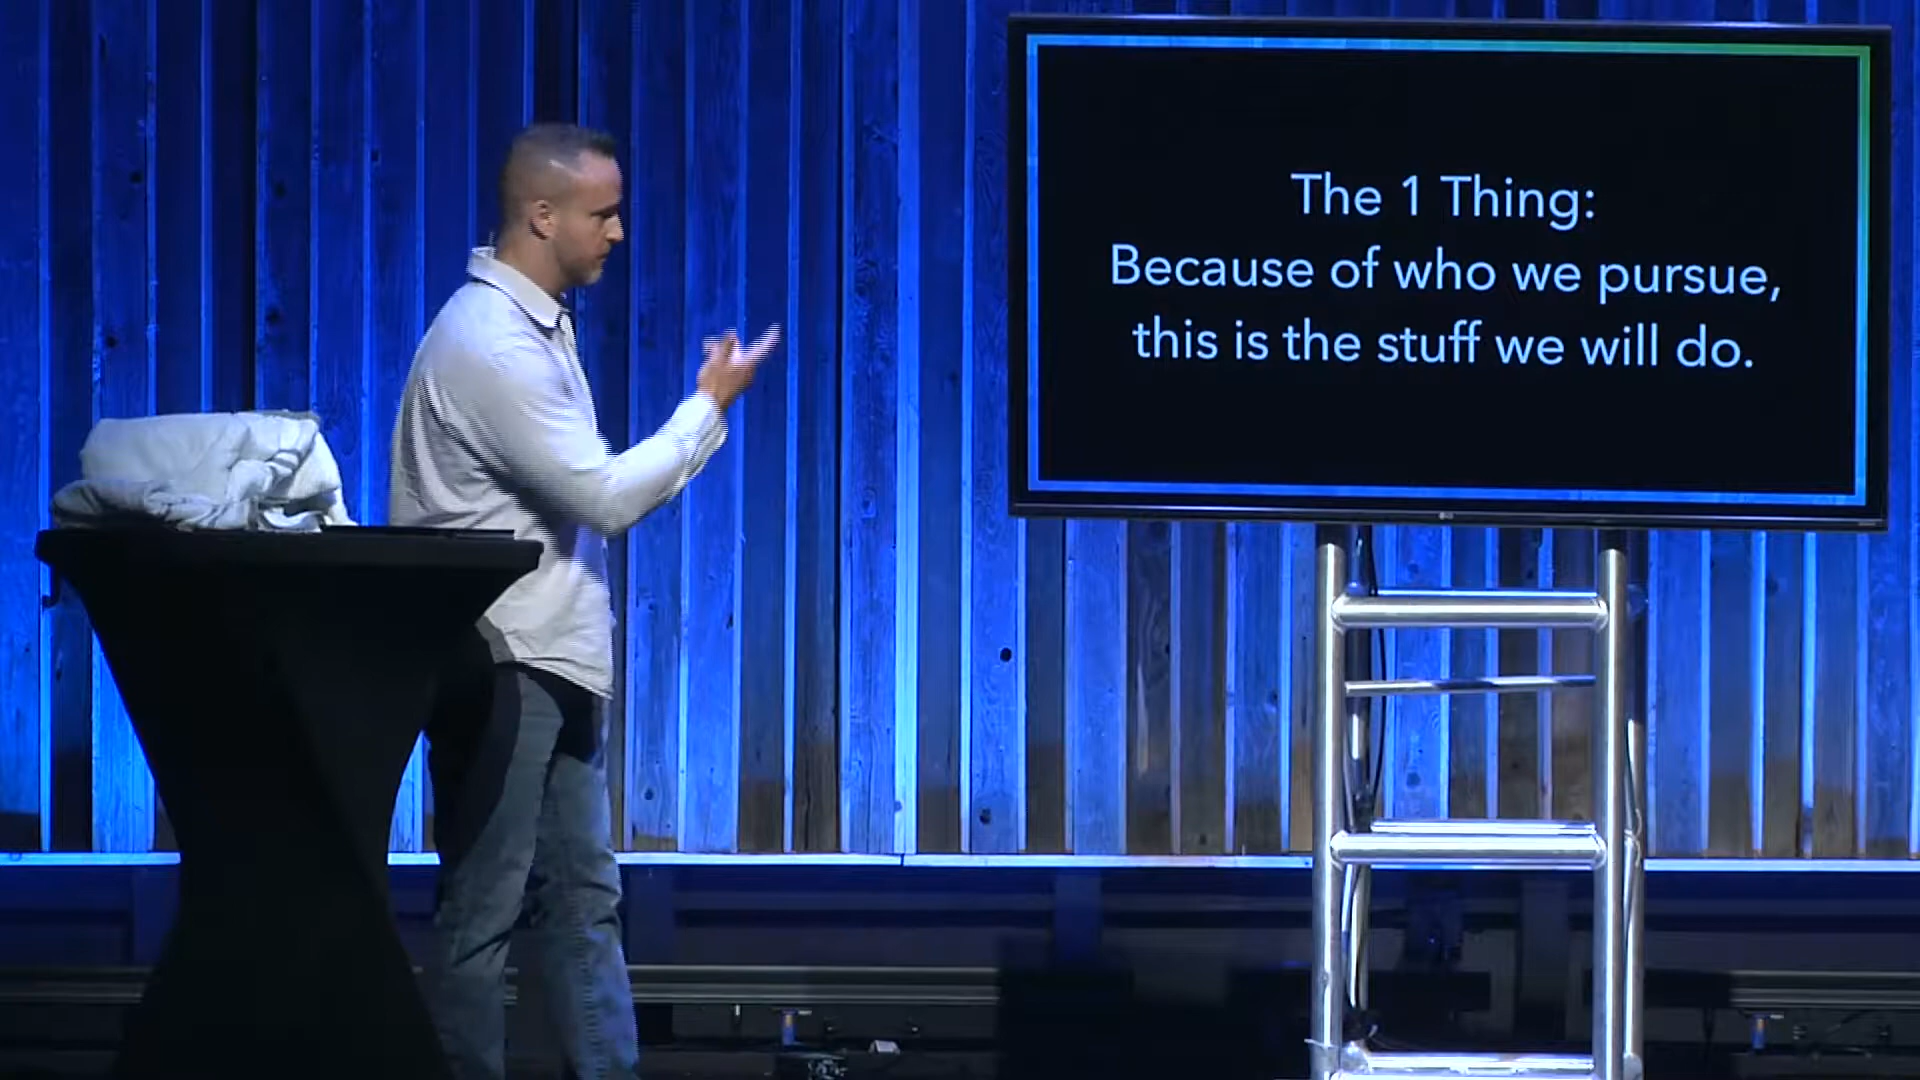 The 1 Thing:
Because of who we pursue,
this is the stuff we will do.